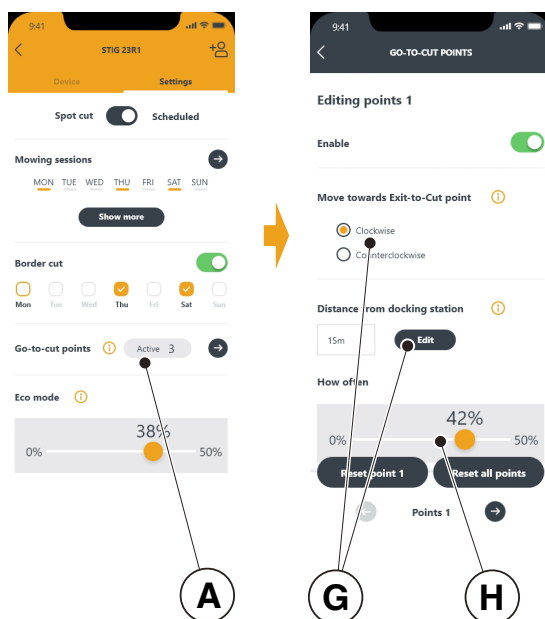 9:41
STIG 23R1
Device Settings
Spot cut Scheduled
Mowing sessions
MON TUE WED THU FRI SAT SUN
Show more
Border cut
Mon Tue Wed Thu Fri Sat Sun
Go-to-cut points Active 3
Eco mode
38%
0% 50%
A
9:41
GO-TO-CUT POINTS
Editing points 1
Enable
Move towards Exit-to-Cut point
Clockwise
Counterclockwise
Distance from docking station
15m Edit
How often
42%
0% 50%
Reset point 1 Reset all points
Points 1
G H